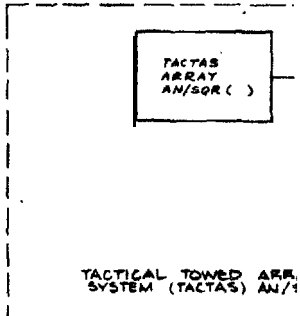 TACTAS
ARRAY
AN/SQR ( )
TACTICAL TOWED ARR
SYSTEM (TACTAS) AN/S